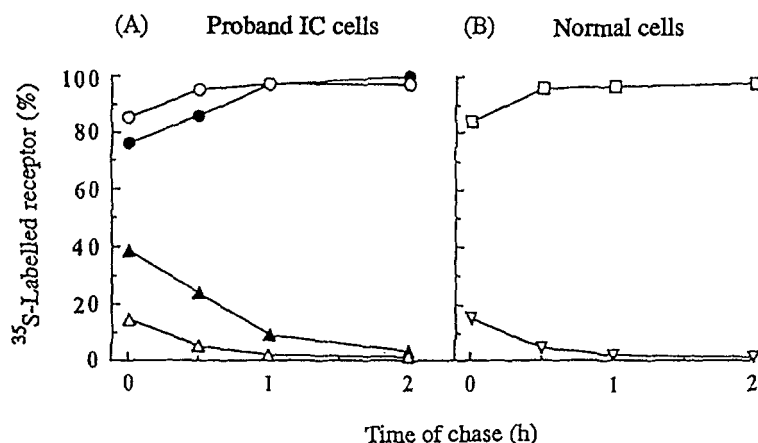 (A) Proband IC cells
(B) Normal cells
³⁵S-Labelled receptor (%)
100
80
60
40
20
0
0 1 2
0 1 2
Time of chase (h)